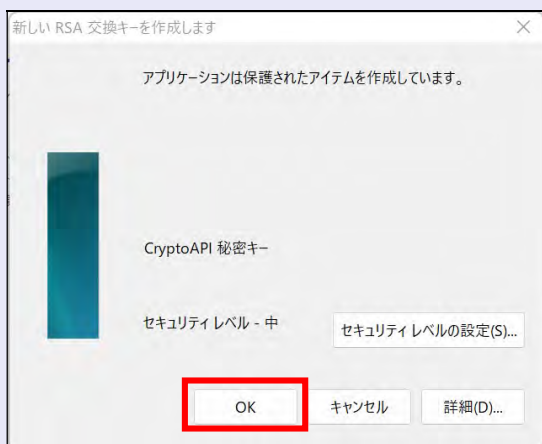 新しい RSA 交換キーを作成します
アプリケーションは保護されたアイテムを作成しています。
CryptoAPI 秘密キー
セキュリティ レベル - 中
セキュリティ レベルの設定(S)...
OK
キャンセル
詳細(D)...